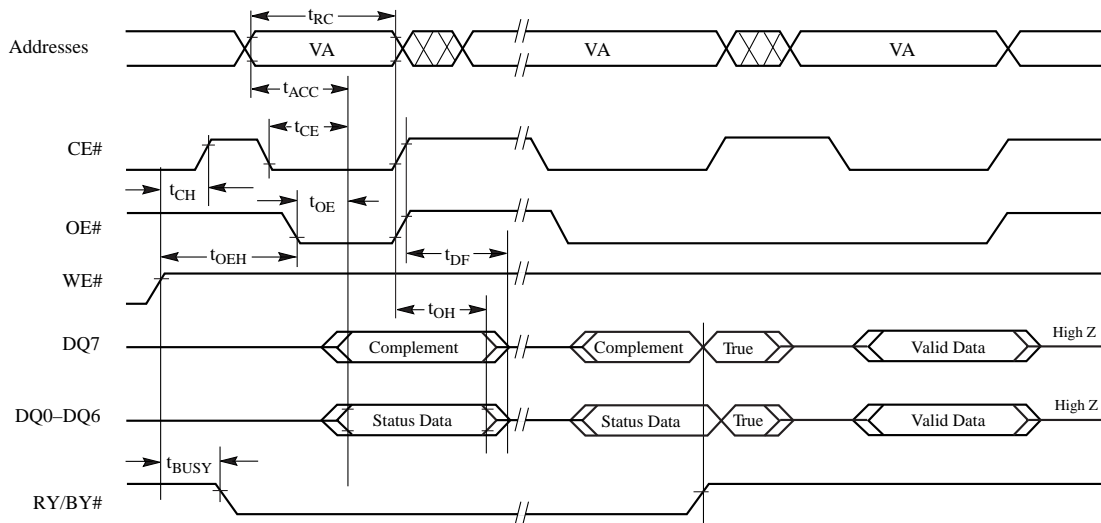 tRC
Addresses VA VA VA
tACC
tCE
CE#
tCH tOE
OE#
tOEH tDF
WE#
tOH
DQ7 Complement Complement True Valid Data High Z
DQ0–DQ6 Status Data Status Data True Valid Data High Z
tBUSY
RY/BY#